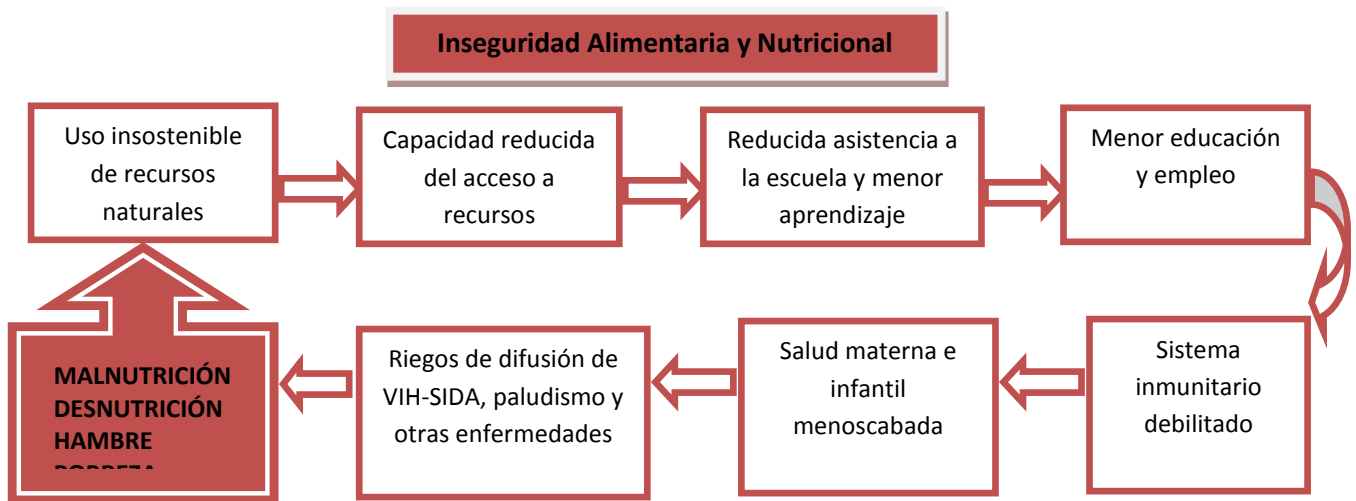 Inseguridad Alimentaria y Nutricional
Uso insostenible
de recursos
naturales
Capacidad reducida
del acceso a
recursos
Reducida asistencia a
la escuela y menor
aprendizaje
Menor educación
y empleo
Sistema
inmunitario
debilitado
Salud materna e
infantil
menoscabada
Riegos de difusión de
VIH-SIDA, paludismo y
otras enfermedades
MALNUTRICIÓN
DESNUTRICIÓN
HAMBRE
POBREZA